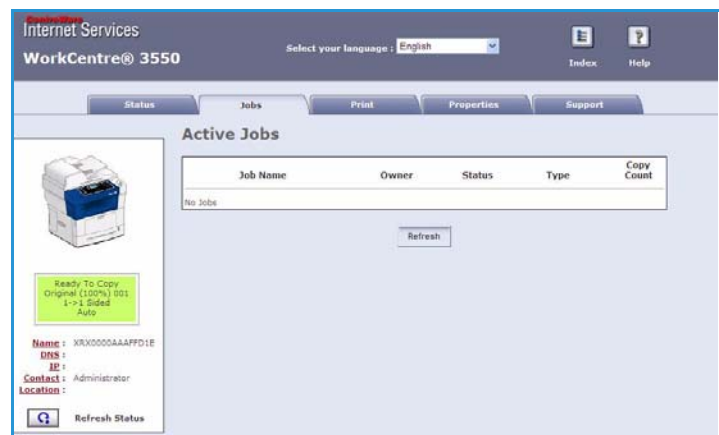 CentreWare
Internet Services
WorkCentre® 3550
Select your language : English
Index
Help
Status
Jobs
Print
Properties
Support
Active Jobs
Job Name
Owner
Status
Type
Copy
Count
No Jobs
Refresh
Ready To Copy
Original (100%) 001
1->1 Sided
Auto
Name : XRX0000AAAFFD1E
DNS :
IP :
Contact : Administrator
Location :
Refresh Status